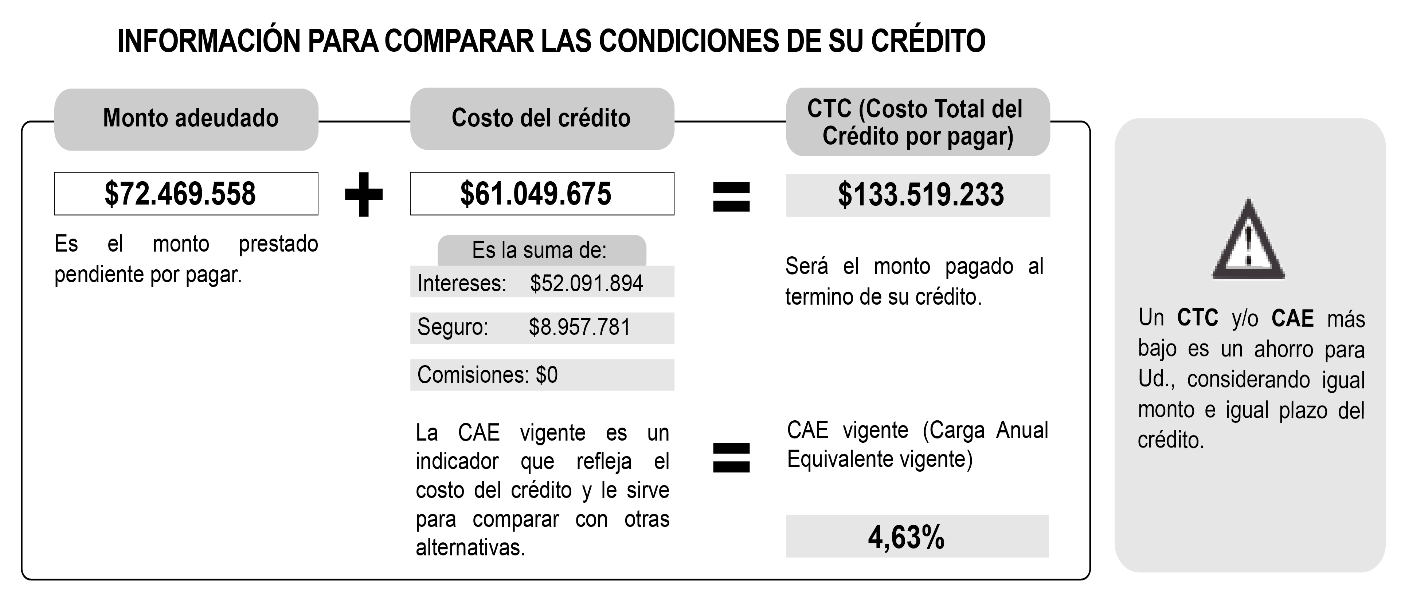 INFORMACIÓN PARA COMPARAR LAS CONDICIONES DE SU CRÉDITO
Monto adeudado
$72.469.558
Es el monto prestado
pendiente por pagar.
+
Costo del crédito
$61.049.675
Es la suma de:
Intereses: $52.091.894
Seguro: $8.957.781
Comisiones: $0
La CAE vigente es un
indicador que refleja el
costo del crédito y le sirve
para comparar con otras
alternativas.
=
CTC (Costo Total del
Crédito por pagar)
$133.519.233
Será el monto pagado al
termino de su crédito.
=
CAE vigente (Carga Anual
Equivalente vigente)
4,63%
Un CTC y/o CAE más
bajo es un ahorro para
Ud., considerando igual
monto e igual plazo del
crédito.